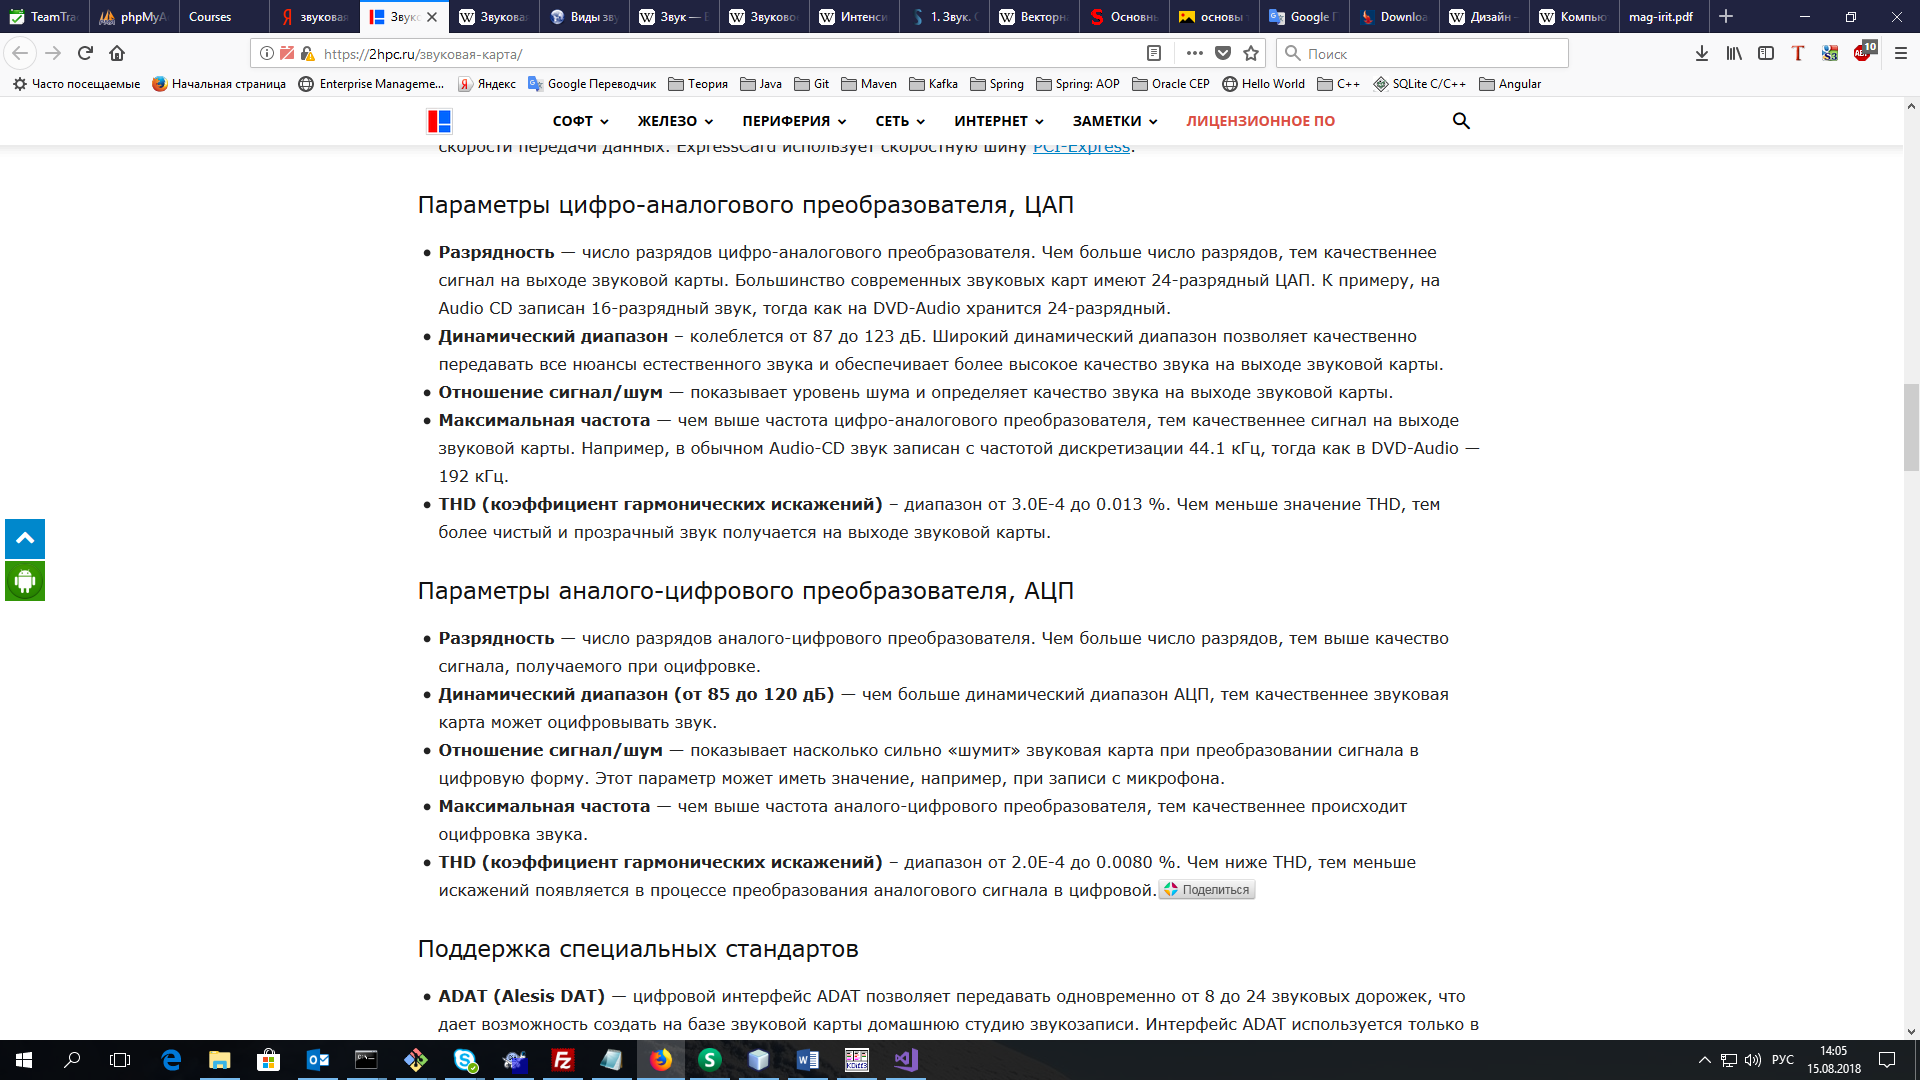 TeamTra
phpMyA
Courses
звуковая
Звуко
Звукова
Виды зву
Звук — В
Звуково
Интенси
1. Звук. С
Векторн
Основны
основы т
Google П
Downloa
Дизайн -
Компью
mag-irit.pdf
https://2hpc.ru/звуковая-карта/
Поиск
10
Часто посещаемые
Начальная страница
Enterprise Manageme...
Яндекс
Google Переводчик
Теория
Java
Git
Maven
Kafka
Spring
Spring: AOP
Oracle CEP
Hello World
C++
SQLite C/C++
Angular
СОФТ
ЖЕЛЕЗО
ПЕРИФЕРИЯ
СЕТЬ
ИНТЕРНЕТ
ЗАМЕТКИ
ЛИЦЕНЗИОННОЕ ПО
скорости передачи данных. ExpressCard использует скоростную шину PCI-Express.
Параметры цифро-аналогового преобразователя, ЦАП
• Разрядность — число разрядов цифро-аналогового преобразователя. Чем больше число разрядов, тем качественнее
сигнал на выходе звуковой карты. Большинство современных звуковых карт имеют 24-разрядный ЦАП. К примеру, на
Audio CD записан 16-разрядный звук, тогда как на DVD-Audio хранится 24-разрядный.
• Динамический диапазон – колеблется от 87 до 123 дБ. Широкий динамический диапазон позволяет качественно
передавать все нюансы естественного звука и обеспечивает более высокое качество звука на выходе звуковой карты.
• Отношение сигнал/шум — показывает уровень шума и определяет качество звука на выходе звуковой карты.
• Максимальная частота — чем выше частота цифро-аналогового преобразователя, тем качественнее сигнал на выходе
звуковой карты. Например, в обычном Audio-CD звук записан с частотой дискретизации 44.1 кГц, тогда как в DVD-Audio —
192 кГц.
• THD (коэффициент гармонических искажений) – диапазон от 3.0E-4 до 0.013 %. Чем меньше значение THD, тем
более чистый и прозрачный звук получается на выходе звуковой карты.
Параметры аналого-цифрового преобразователя, АЦП
• Разрядность — число разрядов аналого-цифрового преобразователя. Чем больше число разрядов, тем выше качество
сигнала, получаемого при оцифровке.
• Динамический диапазон (от 85 до 120 дБ) — чем больше динамический диапазон АЦП, тем качественнее звуковая
карта может оцифровывать звук.
• Отношение сигнал/шум — показывает насколько сильно «шумит» звуковая карта при преобразовании сигнала в
цифровую форму. Этот параметр может иметь значение, например, при записи с микрофона.
• Максимальная частота — чем выше частота аналого-цифрового преобразователя, тем качественнее происходит
оцифровка звука.
• THD (коэффициент гармонических искажений) – диапазон от 2.0E-4 до 0.0080 %. Чем ниже THD, тем меньше
искажений появляется в процессе преобразования аналогового сигнала в цифровой. Поделиться
Поддержка специальных стандартов
• ADAT (Alesis DAT) — цифровой интерфейс ADAT позволяет передавать одновременно от 8 до 24 звуковых дорожек, что
дает возможность создать на базе звуковой карты домашнюю студию звукозаписи. Интерфейс ADAT используется только в
РУС
14:05
15.08.2018